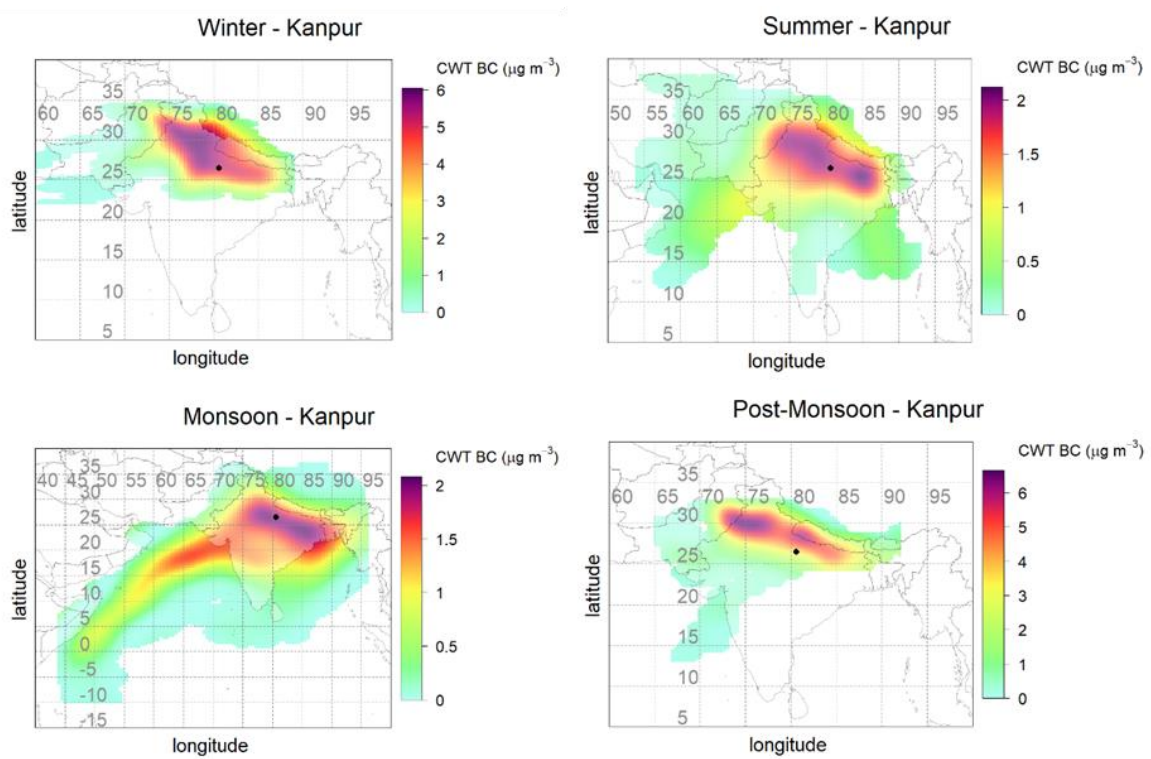 Winter - Kanpur
CWT BC (μg m⁻³)
35
60 65 70 75 80 85 90 95
30
25
20
15
10
5
6
5
4
3
2
1
0
latitude
longitude
Summer - Kanpur
CWT BC (μg m⁻³)
35
50 55 60 65 70 75 80 85 90 95
30
25
20
15
10
5
2
1.5
1
0.5
0
latitude
longitude
Monsoon - Kanpur
CWT BC (μg m⁻³)
35
40 45 50 55 60 65 70 75 80 85 90 95
30
25
20
15
10
5
0
-5
-10
-15
2
1.5
1
0.5
0
latitude
longitude
Post-Monsoon - Kanpur
CWT BC (μg m⁻³)
35
60 65 70 75 80 85 90 95
30
25
20
15
10
5
6
5
4
3
2
1
0
latitude
longitude